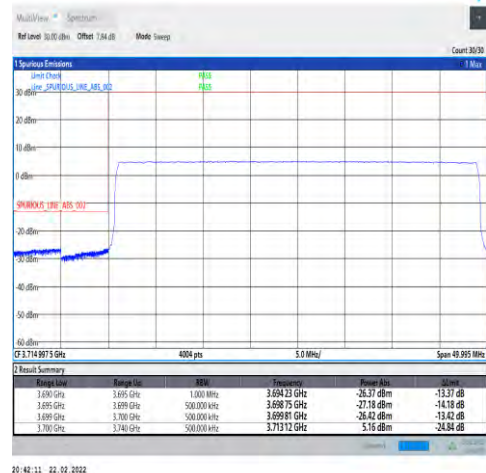 MultiView Spectrum
Ref Level 30.00 dBm Offset 7.84 dB Mode Sweep
Count 30/30
1 Spurious Emissions 1 Max
Limit Check PASS
Line _SPURIOUS_LINE_ABS_002 PASS
30 dBm
20 dBm
10 dBm
0 dBm
SPURIOUS_LINE_ABS_002
-20 dBm
-30 dBm
-40 dBm
-50 dBm
-60 dBm
CF 3.7149975 GHz 4004 pts 5.0 MHz/ Span 49.995 MHz
2 Result Summary
Range Low Range Up RBW Frequency Power Abs ΔLimit
3.690 GHz 3.695 GHz 1.000 MHz 3.69423 GHz -26.37 dBm -13.37 dB
3.695 GHz 3.699 GHz 500.000 kHz 3.69875 GHz -27.18 dBm -14.18 dB
3.699 GHz 3.700 GHz 500.000 kHz 3.69981 GHz -26.42 dBm -13.42 dB
3.700 GHz 3.740 GHz 500.000 kHz 3.71312 GHz 5.16 dBm -24.84 dB
20:42:11 22.02.2022